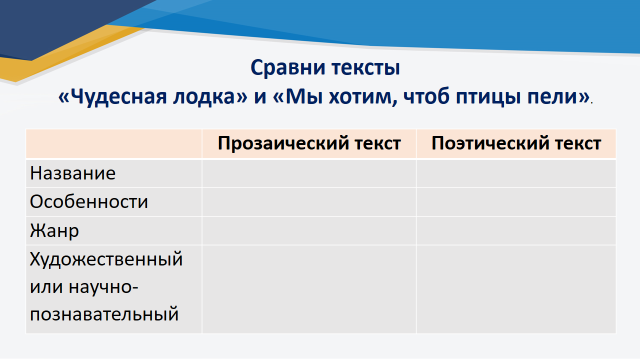 Сравни тексты
«Чудесная лодка» и «Мы хотим, чтоб птицы пели».
Прозаический текст Поэтический текст
Название
Особенности
Жанр
Художественный
или научно-
познавательный